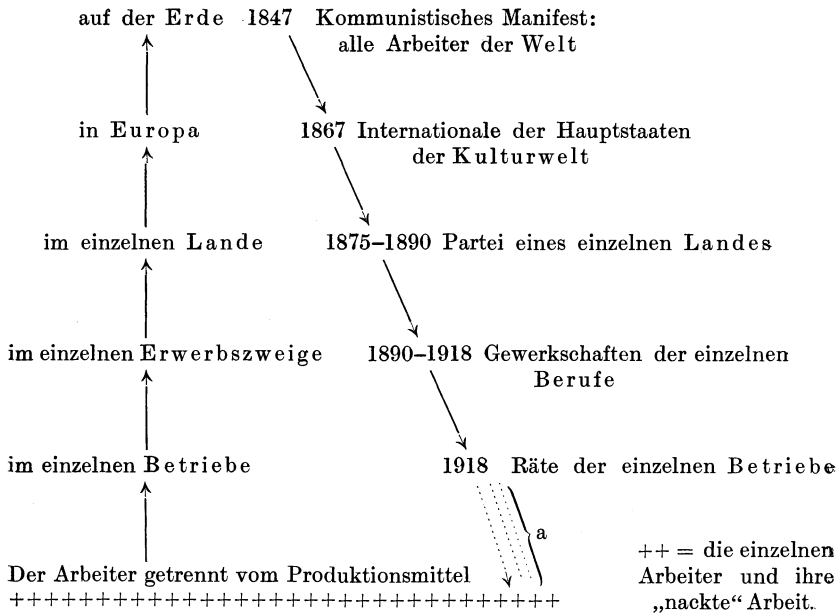 auf der Erde 1847 Kommunistisches Manifest:
alle Arbeiter der Welt
in Europa 1867 Internationale der Hauptstaaten
der Kulturwelt
im einzelnen Lande 1875–1890 Partei eines einzelnen Landes
im einzelnen Erwerbszweige 1890–1918 Gewerkschaften der einzelnen
Berufe
im einzelnen Betriebe 1918 Räte der einzelnen Betriebe
a
++ = die einzelnen
Der Arbeiter getrennt vom Produktionsmittel Arbeiter und ihre
+++++++++++++++++++++++++++++++++ „nackte“ Arbeit.